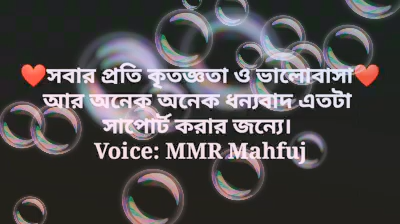 ❤️সবার প্রতি কৃতজ্ঞতা ও ভালোবাসা❤️
আর অনেক অনেক ধন্যবাদ এতটা
সাপোর্ট করার জন্যে।
Voice: MMR Mahfuj